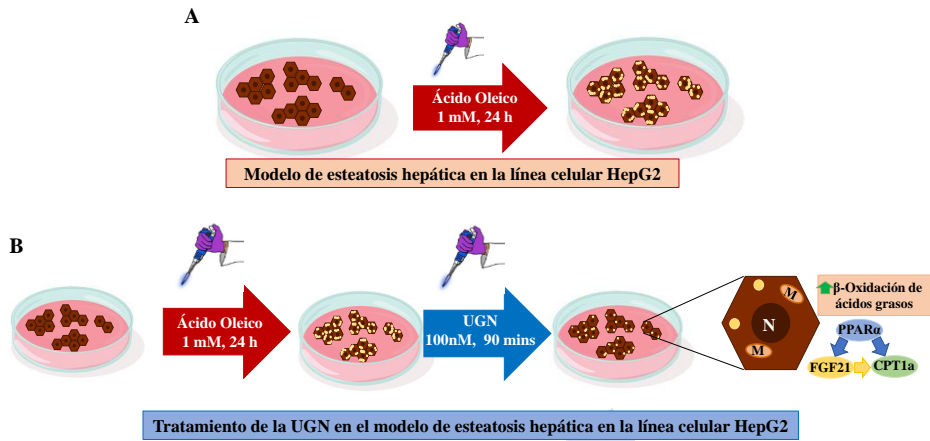 A
Ácido Oleico
1 mM, 24 h
Modelo de esteatosis hepática en la línea celular HepG2
B
Ácido Oleico
1 mM, 24 h
UGN
100nM, 90 mins
M
N
M
β-Oxidación de
ácidos grasos
PPARα
FGF21
CPT1a
Tratamiento de la UGN en el modelo de esteatosis hepática en la línea celular HepG2